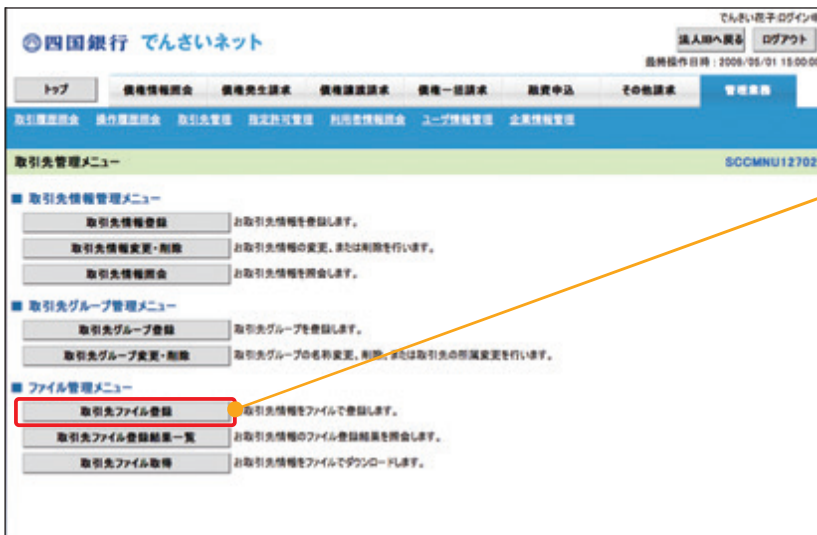 でんさい花子:ログイン中
四国銀行 でんさいネット
法人IBへ戻る ログアウト
最終操作日時:2009/05/01 15:00:00
トップ 債権情報照会 債権発生請求 債権譲渡請求 債権一括請求 融資申込 その他請求 管理業務
取引履歴照会 操作履歴照会 取引先管理 指定許可管理 利用者情報照会 ユーザ情報管理 企業情報管理
取引先管理メニュー SCCMNU12702
■ 取引先情報管理メニュー
取引先情報登録 お取引先情報を登録します。
取引先情報変更・削除 お取引先情報の変更、または削除を行います。
取引先情報照会 お取引先情報を照会します。
■ 取引先グループ管理メニュー
取引先グループ登録 取引先グループを登録します。
取引先グループ変更・削除 取引先グループの名称変更、削除、または取引先の所属変更を行います。
■ ファイル管理メニュー
取引先ファイル登録 取引先情報をファイルで登録します。
取引先ファイル登録結果一覧 お取引先情報のファイル登録結果を照会します。
取引先ファイル取得 お取引先情報をファイルでダウンロードします。